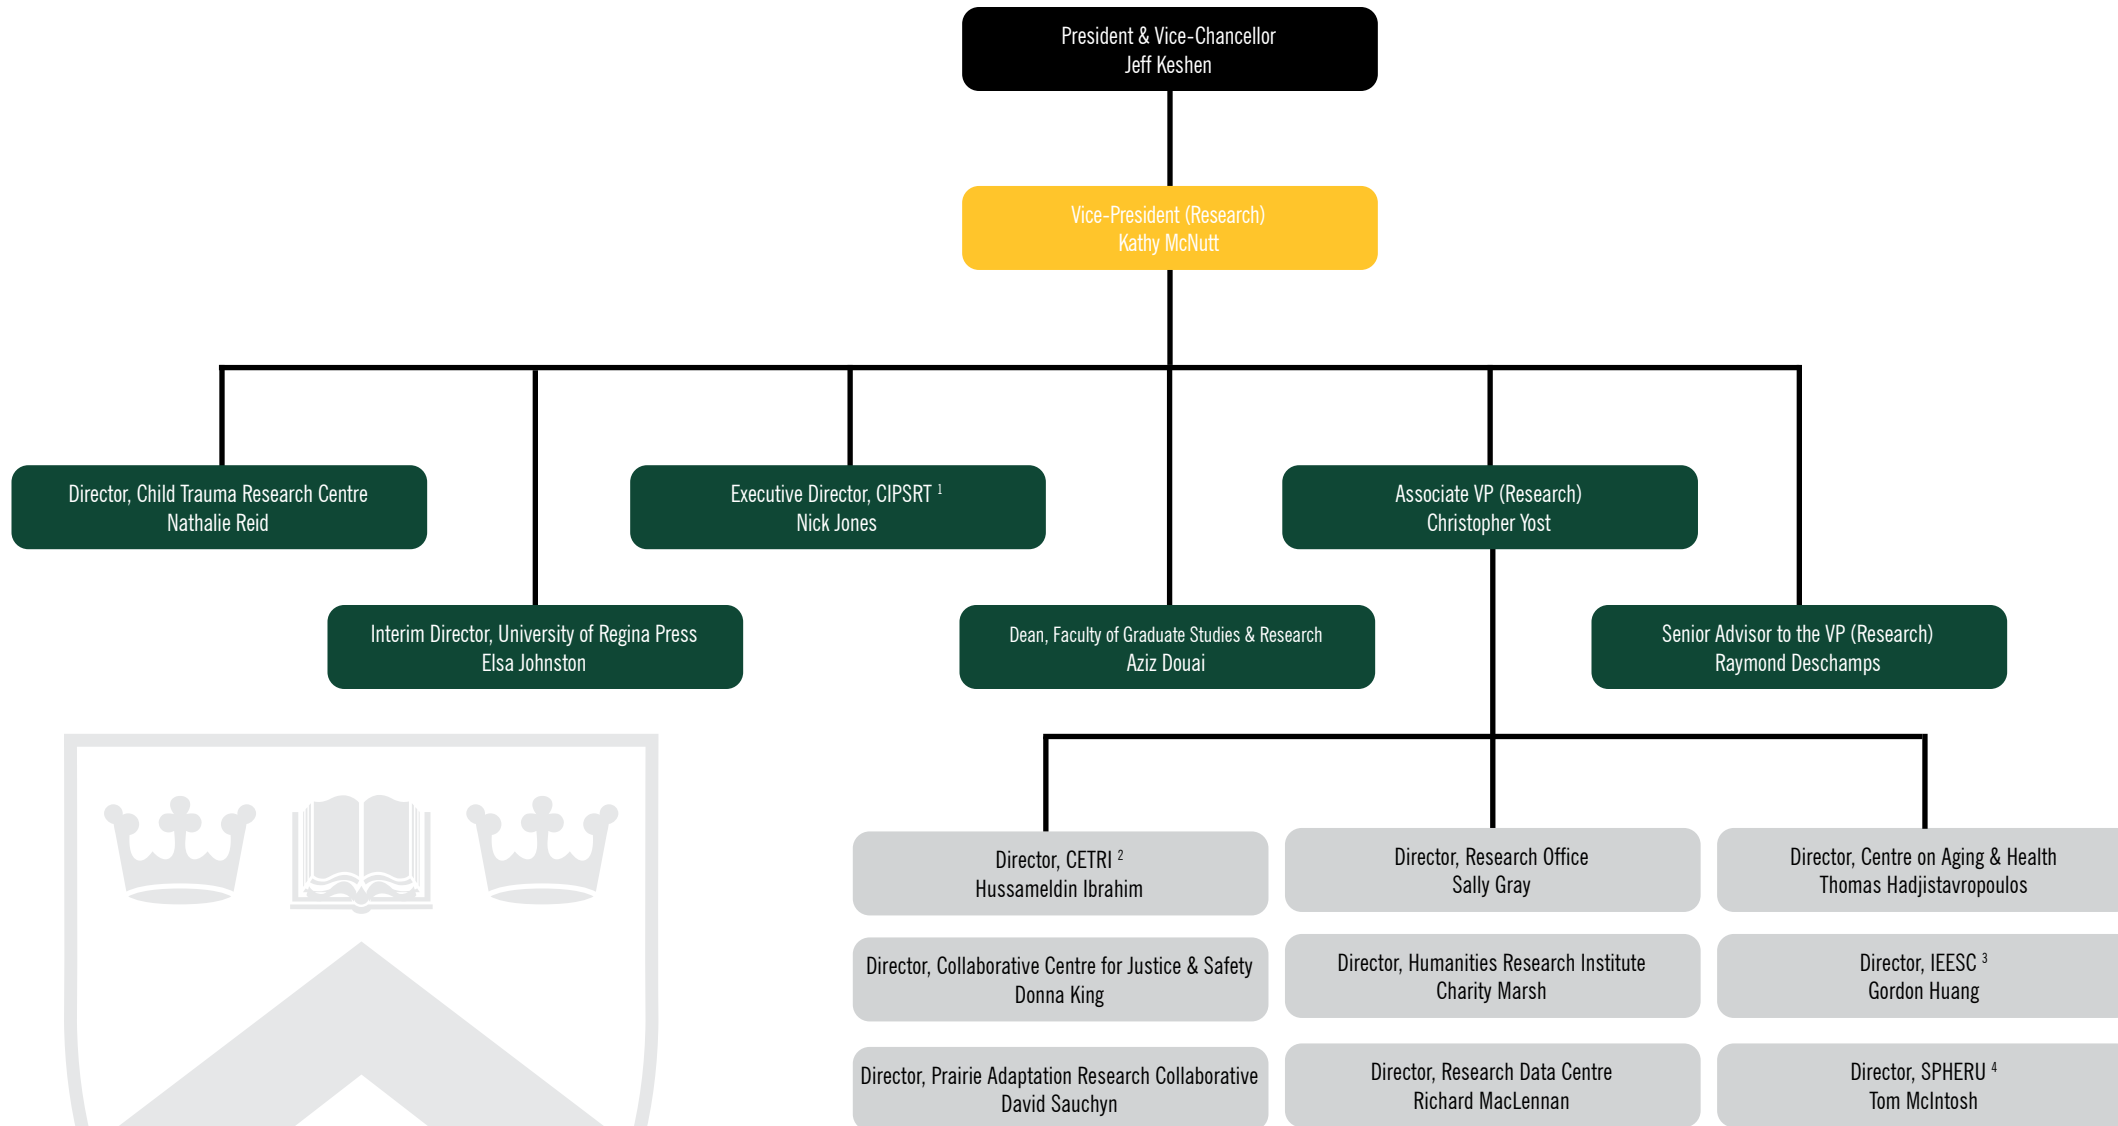 President & Vice-Chancellor
Jeff Keshen
Vice-President (Research)
Kathy McNutt
Director, Child Trauma Research Centre
Nathalie Reid
Executive Director, CIPSRT 1
Nick Jones
Associate VP (Research)
Christopher Yost
Interim Director, University of Regina Press
Elsa Johnston
Dean, Faculty of Graduate Studies & Research
Aziz Douai
Senior Advisor to the VP (Research)
Raymond Deschamps
Director, CETRI 2
Hussameldin Ibrahim
Director, Research Office
Sally Gray
Director, Centre on Aging & Health
Thomas Hadjistavropoulos
Director, Collaborative Centre for Justice & Safety
Donna King
Director, Humanities Research Institute
Charity Marsh
Director, IEESC 3
Gordon Huang
Director, Prairie Adaptation Research Collaborative
David Sauchyn
Director, Research Data Centre
Richard MacLennan
Director, SPHERU 4
Tom McIntosh